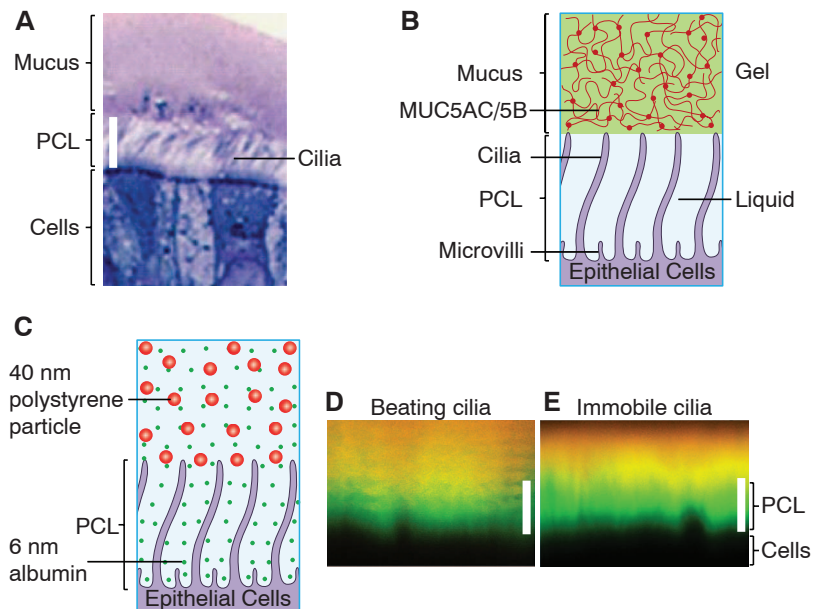 A
Mucus
PCL
Cilia
Cells
B
Mucus
Gel
MUC5AC/5B
Cilia
PCL
Liquid
Microvilli
Epithelial Cells
C
40 nm
polystyrene
particle
PCL
6 nm
albumin
Epithelial Cells
D Beating cilia
E Immobile cilia
PCL
Cells